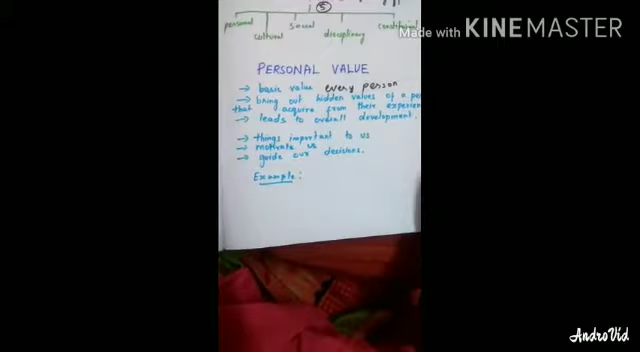 5
personal cultural social disciplinary constitutional
Made with KINEMASTER
PERSONAL VALUE
→ basic value every person
→ bring out hidden values of a pe
that acquire from their experien
→ leads to overall development.
→ things important to us
→ motivate us
→ guide our decisions.
Example:
AndroVid